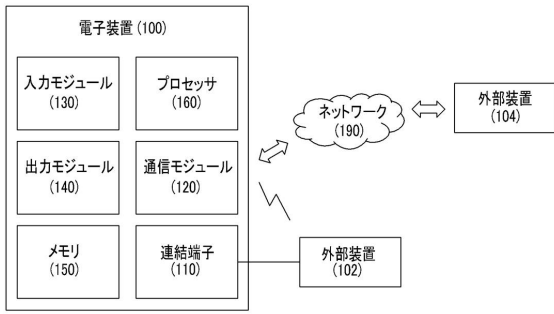 電子装置(100)
入力モジュール
(130)
プロセッサ
(160)
出力モジュール
(140)
通信モジュール
(120)
メモリ
(150)
連結端子
(110)
ネットワーク
(190)
外部装置
(104)
外部装置
(102)